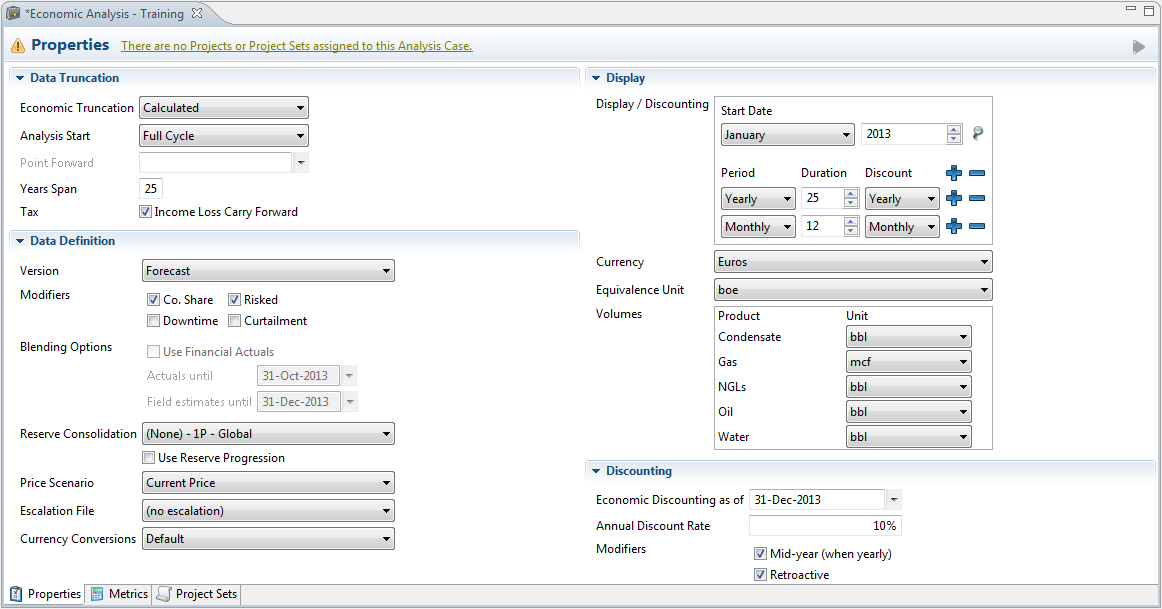 *Economic Analysis - Training
Properties There are no Projects or Project Sets assigned to this Analysis Case.
Data Truncation
Economic Truncation Calculated
Analysis Start Full Cycle
Point Forward
Years Span 25
Tax Income Loss Carry Forward
Data Definition
Version Forecast
Modifiers Co. Share Risked
Downtime Curtailment
Blending Options Use Financial Actuals
Actuals until 31-Oct-2013
Field estimates until 31-Dec-2013
Reserve Consolidation (None) - 1P - Global
Use Reserve Progression
Price Scenario Current Price
Escalation File (no escalation)
Currency Conversions Default
Display
Display / Discounting Start Date
January 2013
Period Duration Discount
Yearly 25 Yearly
Monthly 12 Monthly
Currency Euros
Equivalence Unit boe
Volumes Product Unit
Condensate bbl
Gas mcf
NGLs bbl
Oil bbl
Water bbl
Discounting
Economic Discounting as of 31-Dec-2013
Annual Discount Rate 10%
Modifiers Mid-year (when yearly)
Retroactive
Properties Metrics Project Sets